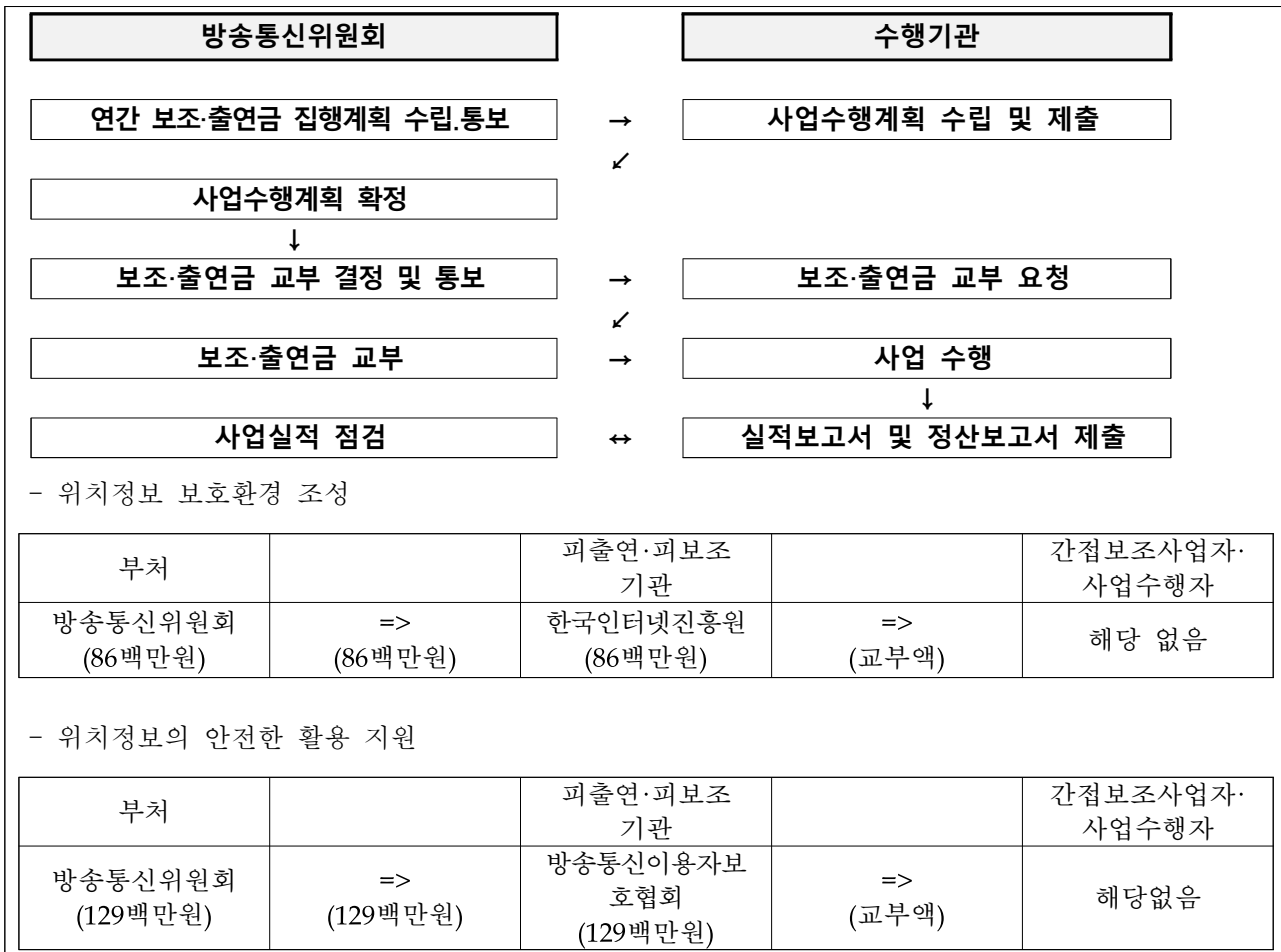 방송통신위원회 수행기관
연간 보조·출연금 집행계획 수립.통보 → 사업수행계획 수립 및 제출
↙
사업수행계획 확정
↓
보조·출연금 교부 결정 및 통보 → 보조·출연금 교부 요청
↙
보조·출연금 교부 → 사업 수행
↓
사업실적 점검 ↔ 실적보고서 및 정산보고서 제출
- 위치정보 보호환경 조성
부처 피출연·피보조 간접보조사업자·
기관 사업수행자
방송통신위원회 => 한국인터넷진흥원 => 해당 없음
(86백만원) (86백만원) (86백만원) (교부액)
- 위치정보의 안전한 활용 지원
부처 피출연·피보조 간접보조사업자·
기관 사업수행자
방송통신위원회 => 방송통신이용자보 => 해당없음
(129백만원) (129백만원) 호협회 (교부액)
(129백만원)